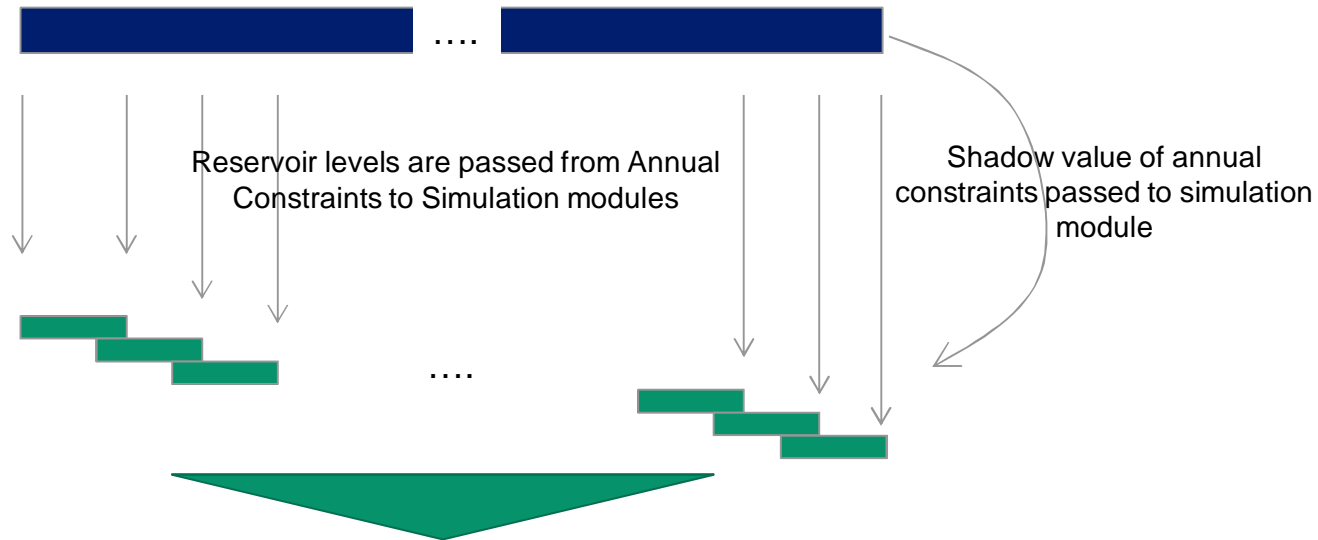 ....
Reservoir levels are passed from Annual
Constraints to Simulation modules
Shadow value of annual
constraints passed to simulation
module
....